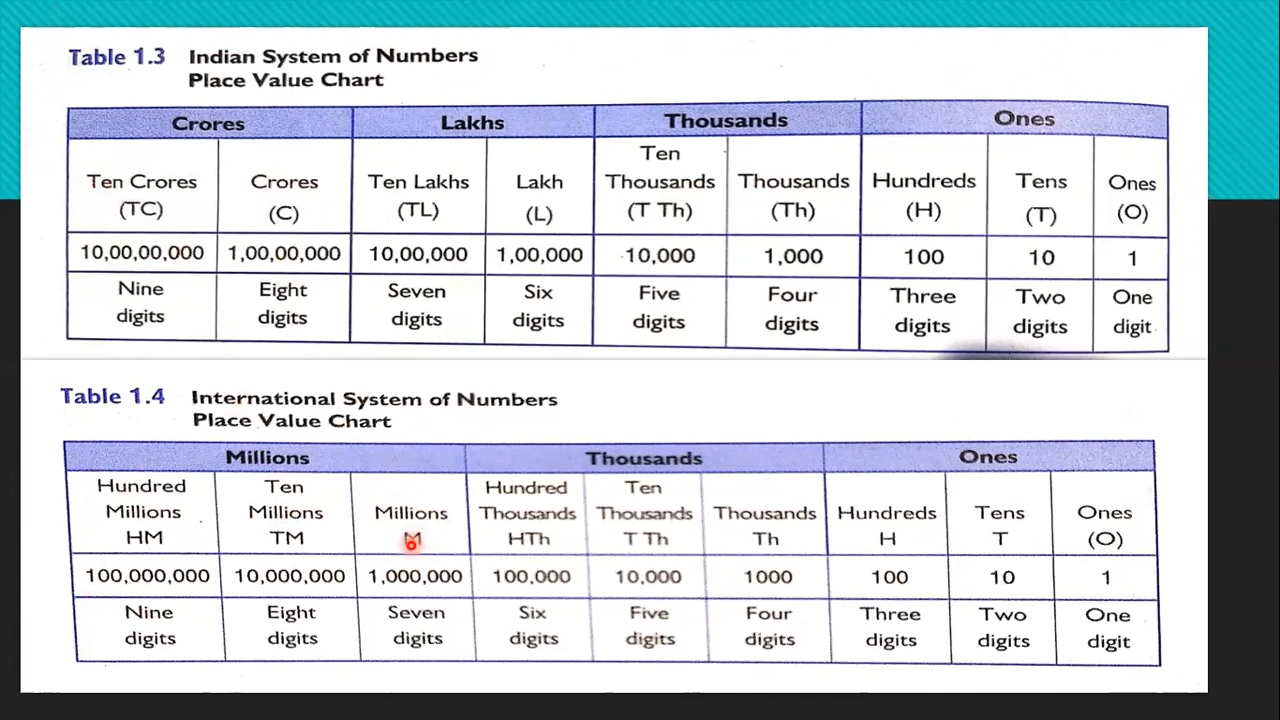 Table 1.3 Indian System of Numbers
Place Value Chart
Crores Lakhs Thousands Ones
Ten
Ten Crores Crores Ten Lakhs Lakh Thousands Thousands Hundreds Tens Ones
(TC) (C) (TL) (L) (T Th) (Th) (H) (T) (O)
10,00,00,000 1,00,00,000 10,00,000 1,00,000 10,000 1,000 100 10 1
Nine Eight Seven Six Five Four Three Two One
digits digits digits digits digits digits digits digits digit
Table 1.4 International System of Numbers
Place Value Chart
Millions Thousands Ones
Hundred Ten Hundred Ten
Millions Millions Millions Thousands Thousands Thousands Hundreds Tens Ones
HM TM M HTh T Th Th H T (O)
100,000,000 10,000,000 1,000,000 100,000 10,000 1000 100 10 1
Nine Eight Seven Six Five Four Three Two One
digits digits digits digits digits digits digits digits digit